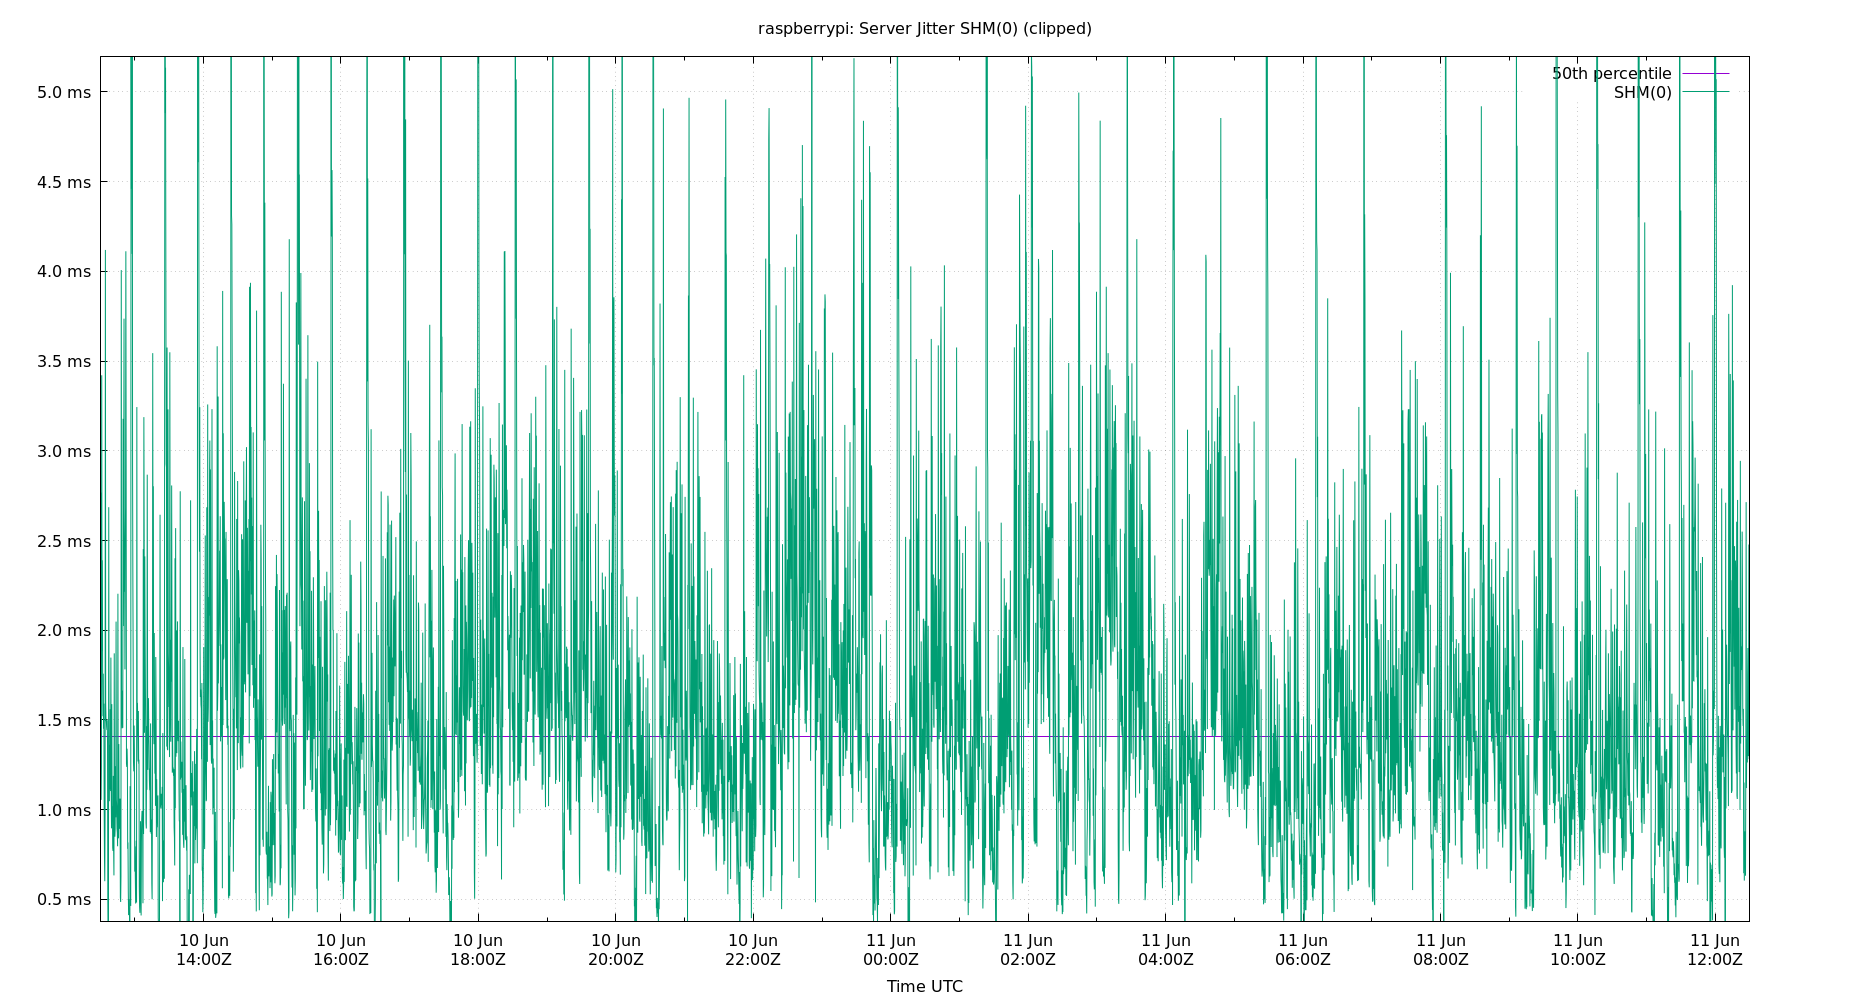 raspberrypi: Server Jitter SHM(0) (clipped)
50th percentile
SHM(0)
5.0 ms
4.5 ms
4.0 ms
3.5 ms
3.0 ms
2.5 ms
2.0 ms
1.5 ms
1.0 ms
0.5 ms
10 Jun 10 Jun 10 Jun 10 Jun 10 Jun 11 Jun 11 Jun 11 Jun 11 Jun 11 Jun 11 Jun 11 Jun
14:00Z 16:00Z 18:00Z 20:00Z 22:00Z 00:00Z 02:00Z 04:00Z 06:00Z 08:00Z 10:00Z 12:00Z
Time UTC